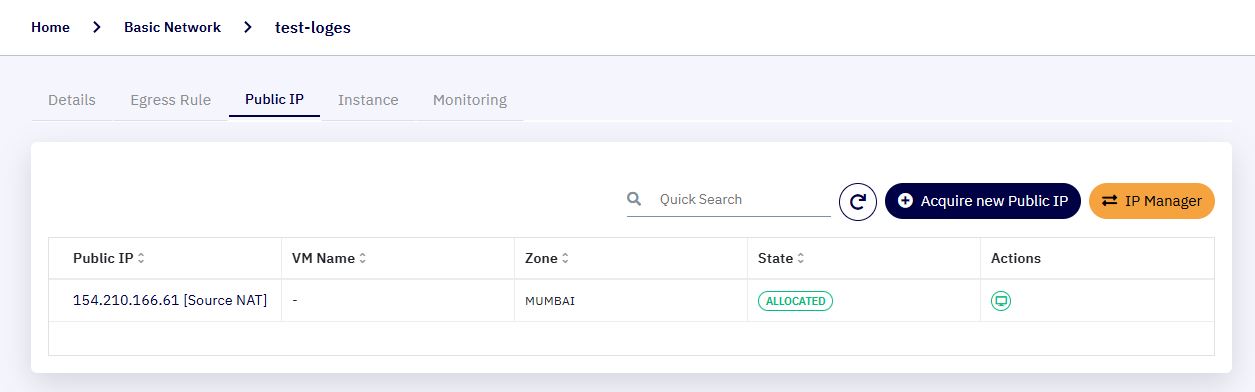 Home > Basic Network > test-loges
Details Egress Rule Public IP Instance Monitoring
Quick Search Acquire new Public IP IP Manager
Public IP VM Name Zone State Actions
154.210.166.61 [Source NAT] - MUMBAI ALLOCATED